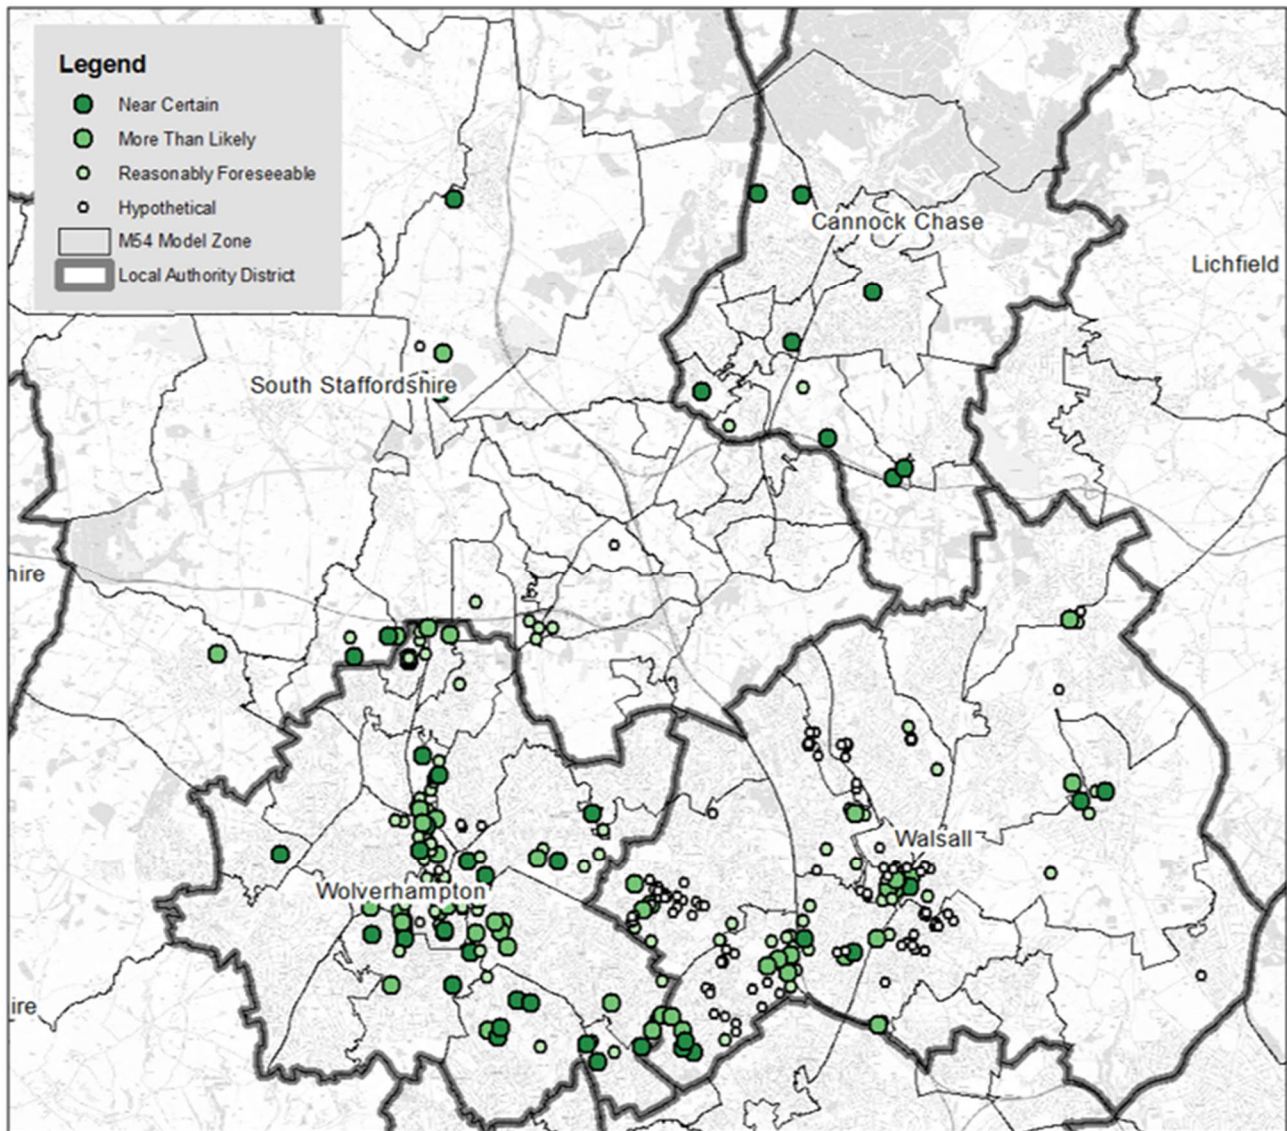 Legend
Near Certain
More Than Likely
Reasonably Foreseeable
Hypothetical
M54 Model Zone
Local Authority District
Cannock Chase
Lichfield
South Staffordshire
hire
Walsall
Wolverhampton
ire